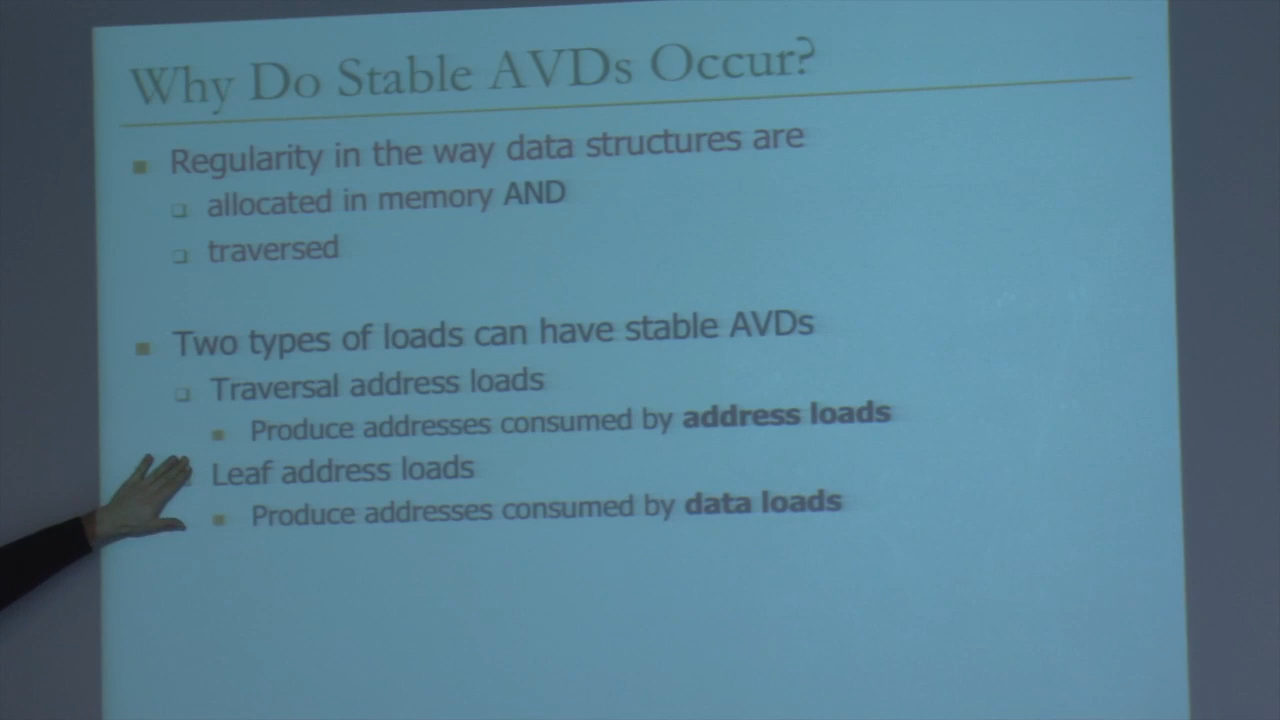 Why Do Stable AVDs Occur?
Regularity in the way data structures are
allocated in memory AND
traversed
Two types of loads can have stable AVDs
Traversal address loads
Produce addresses consumed by address loads
Leaf address loads
Produce addresses consumed by data loads